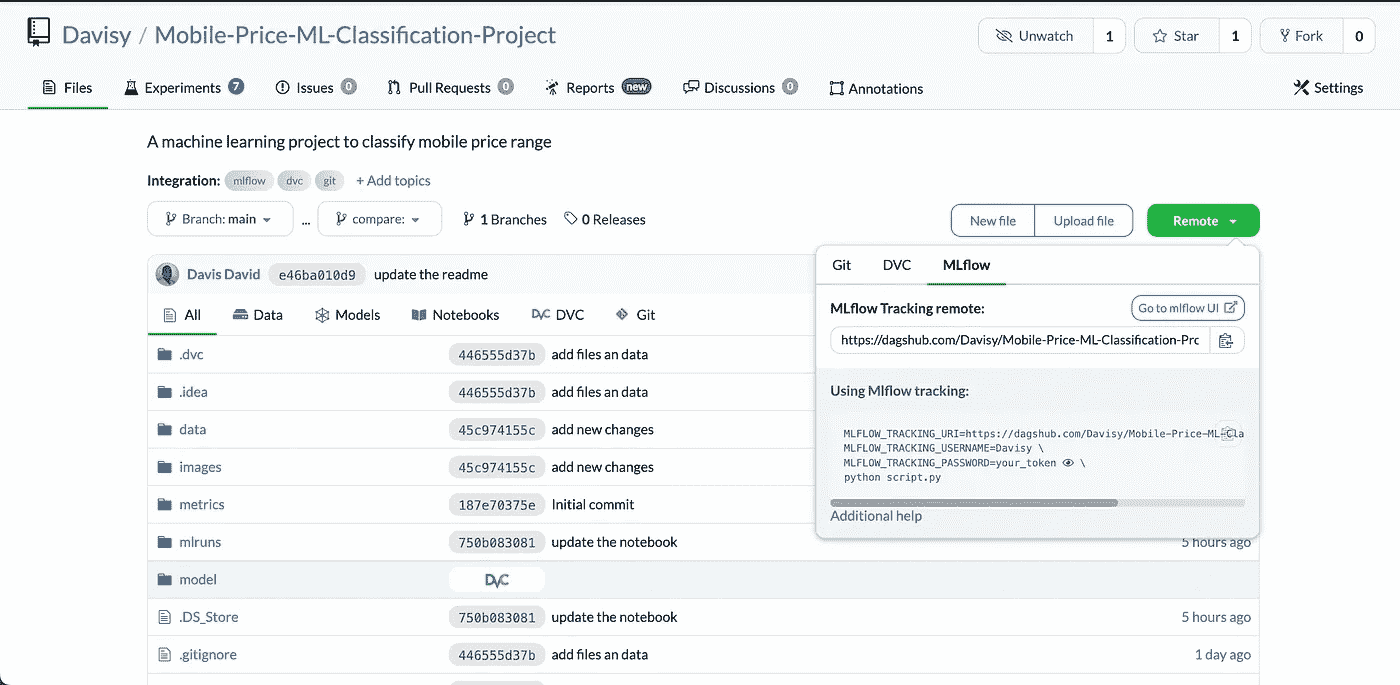 Davisy / Mobile-Price-ML-Classification-Project
Unwatch 1 Star 1 Fork 0
Files Experiments 7 Issues 0 Pull Requests 0 Reports new Discussions 0 Annotations Settings
A machine learning project to classify mobile price range
Integration: mlflow dvc git + Add topics
Branch: main ... compare: 1 Branches 0 Releases New file Upload file Remote
Git DVC MLflow
MLflow Tracking remote: Go to mlflow UI
https://dagshub.com/Davisy/Mobile-Price-ML-Classification-Prc
Using Mlflow tracking:
MLFLOW_TRACKING_URI=https://dagshub.com/Davisy/Mobile-Price-ML-Cla
MLFLOW_TRACKING_USERNAME=Davisy \
MLFLOW_TRACKING_PASSWORD=your_token \
python script.py
Additional help
Davis David e46ba010d9 update the readme
All Data Models Notebooks DVC Git
.dvc 446555d37b add files an data
.idea 446555d37b add files an data
data 45c974155c add new changes
images 45c974155c add new changes
metrics 187e70375e Initial commit
mlruns 750b083081 update the notebook 5 hours ago
model DVC
.DS_Store 750b083081 update the notebook 5 hours ago
.gitignore 446555d37b add files an data 1 day ago